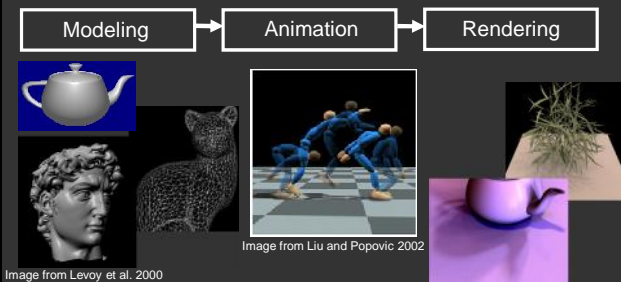 Modeling
Animation
Rendering
Image from Liu and Popovic 2002
Image from Levoy et al. 2000